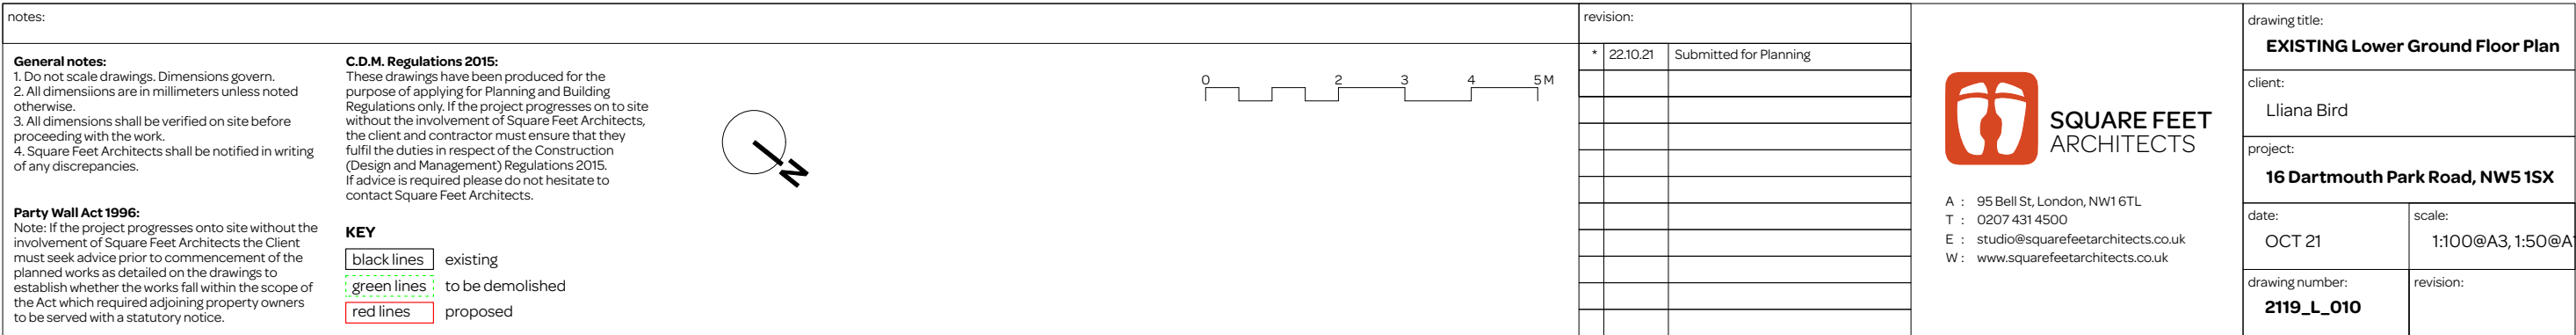 notes:
General notes:
1. Do not scale drawings. Dimensions govern.
2. All dimensiions are in millimeters unless noted
otherwise.
3. All dimensions shall be verified on site before
proceeding with the work.
4. Square Feet Architects shall be notified in writing
of any discrepancies.
Party Wall Act 1996:
Note: If the project progresses onto site without the
involvement of Square Feet Architects the Client
must seek advice prior to commencement of the
planned works as detailed on the drawings to
establish whether the works fall within the scope of
the Act which required adjoining property owners
to be served with a statutory notice.
C.D.M. Regulations 2015:
These drawings have been produced for the
purpose of applying for Planning and Building
Regulations only. If the project progresses on to site
without the involvement of Square Feet Architects,
the client and contractor must ensure that they
fulfil the duties in respect of the Construction
(Design and Management) Regulations 2015.
If advice is required please do not hesitate to
contact Square Feet Architects.
KEY
black lines existing
green lines to be demolished
red lines proposed
N
0 2 3 4 5 M
revision:
* 22.10.21 Submitted for Planning
SQUARE FEET
ARCHITECTS
A : 95 Bell St, London, NW1 6TL
T : 0207 431 4500
E : studio@squarefeetarchitects.co.uk
W : www.squarefeetarchitects.co.uk
drawing title:
EXISTING Lower Ground Floor Plan
client:
Lliana Bird
project:
16 Dartmouth Park Road, NW5 1SX
date:
OCT 21
scale:
1:100@A3, 1:50@A1
drawing number:
2119_L_010
revision: